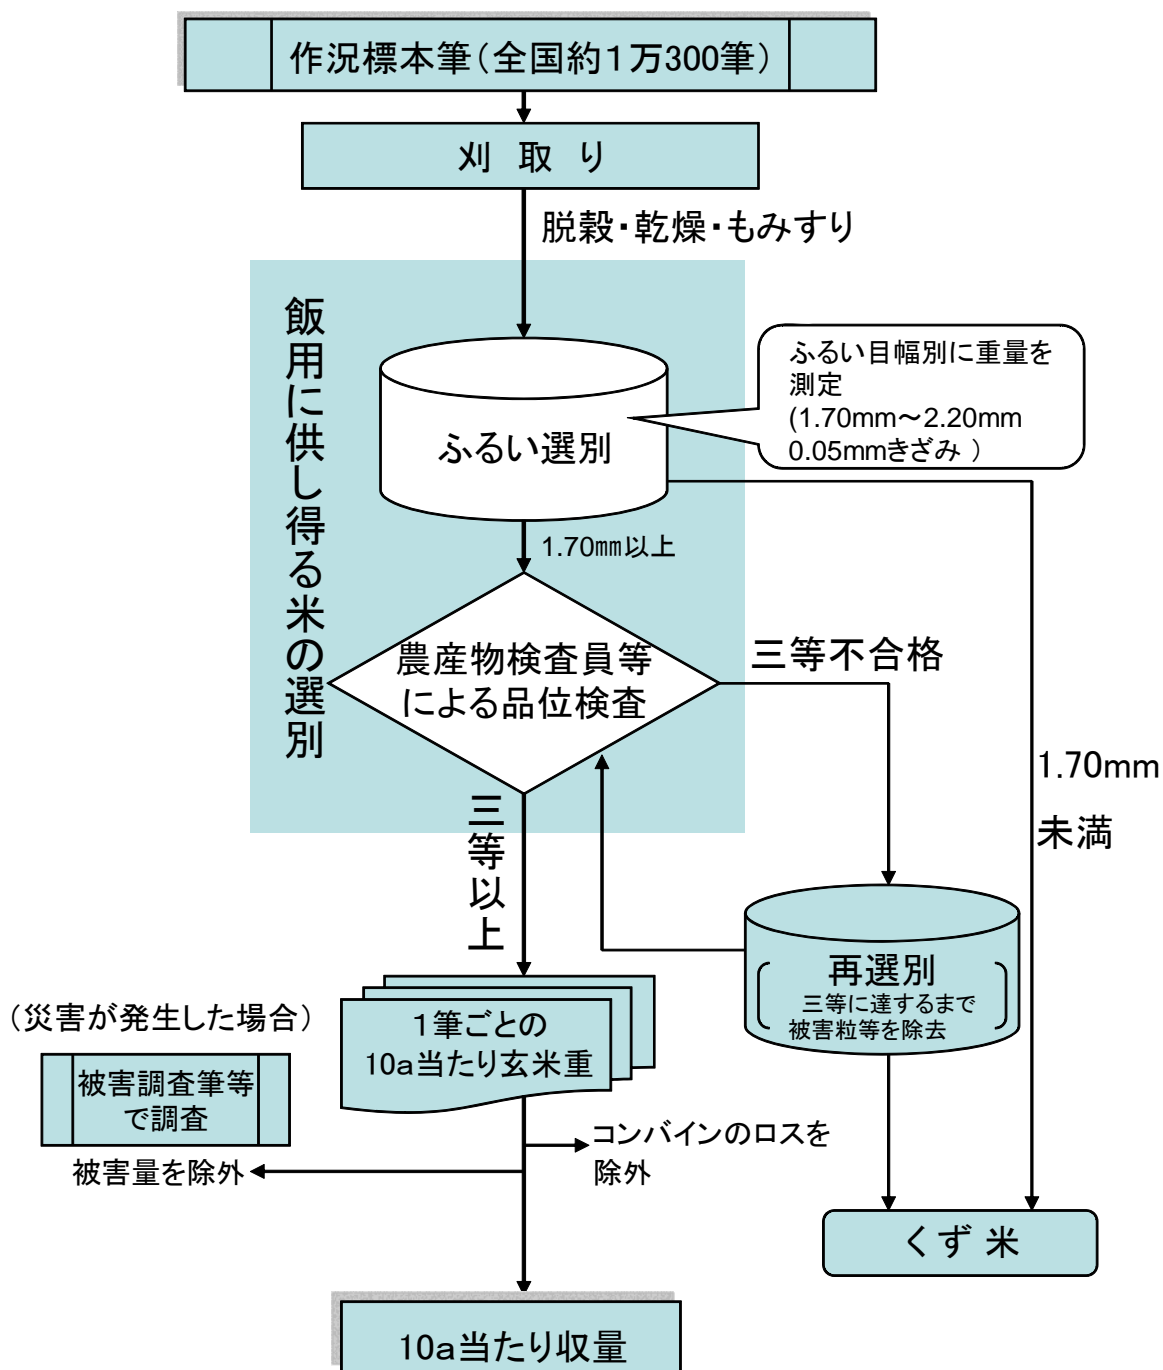 作況標本筆（全国約１万300筆）
刈 取 り
脱穀・乾燥・もみすり
飯用に供し得る米の選別
ふるい目幅別に重量を
測定
(1.70mm～2.20mm
0.05mmきざみ ）
ふるい選別
1.70㎜以上
農産物検査員等
による品位検査
三等不合格
1.70mm
未満
三等以上
再選別
三等に達するまで
被害粒等を除去
（災害が発生した場合）
１筆ごとの
10a当たり玄米重
被害調査筆等
で調査
コンバインのロスを
除外
被害量を除外
くず 米
10a当たり収量